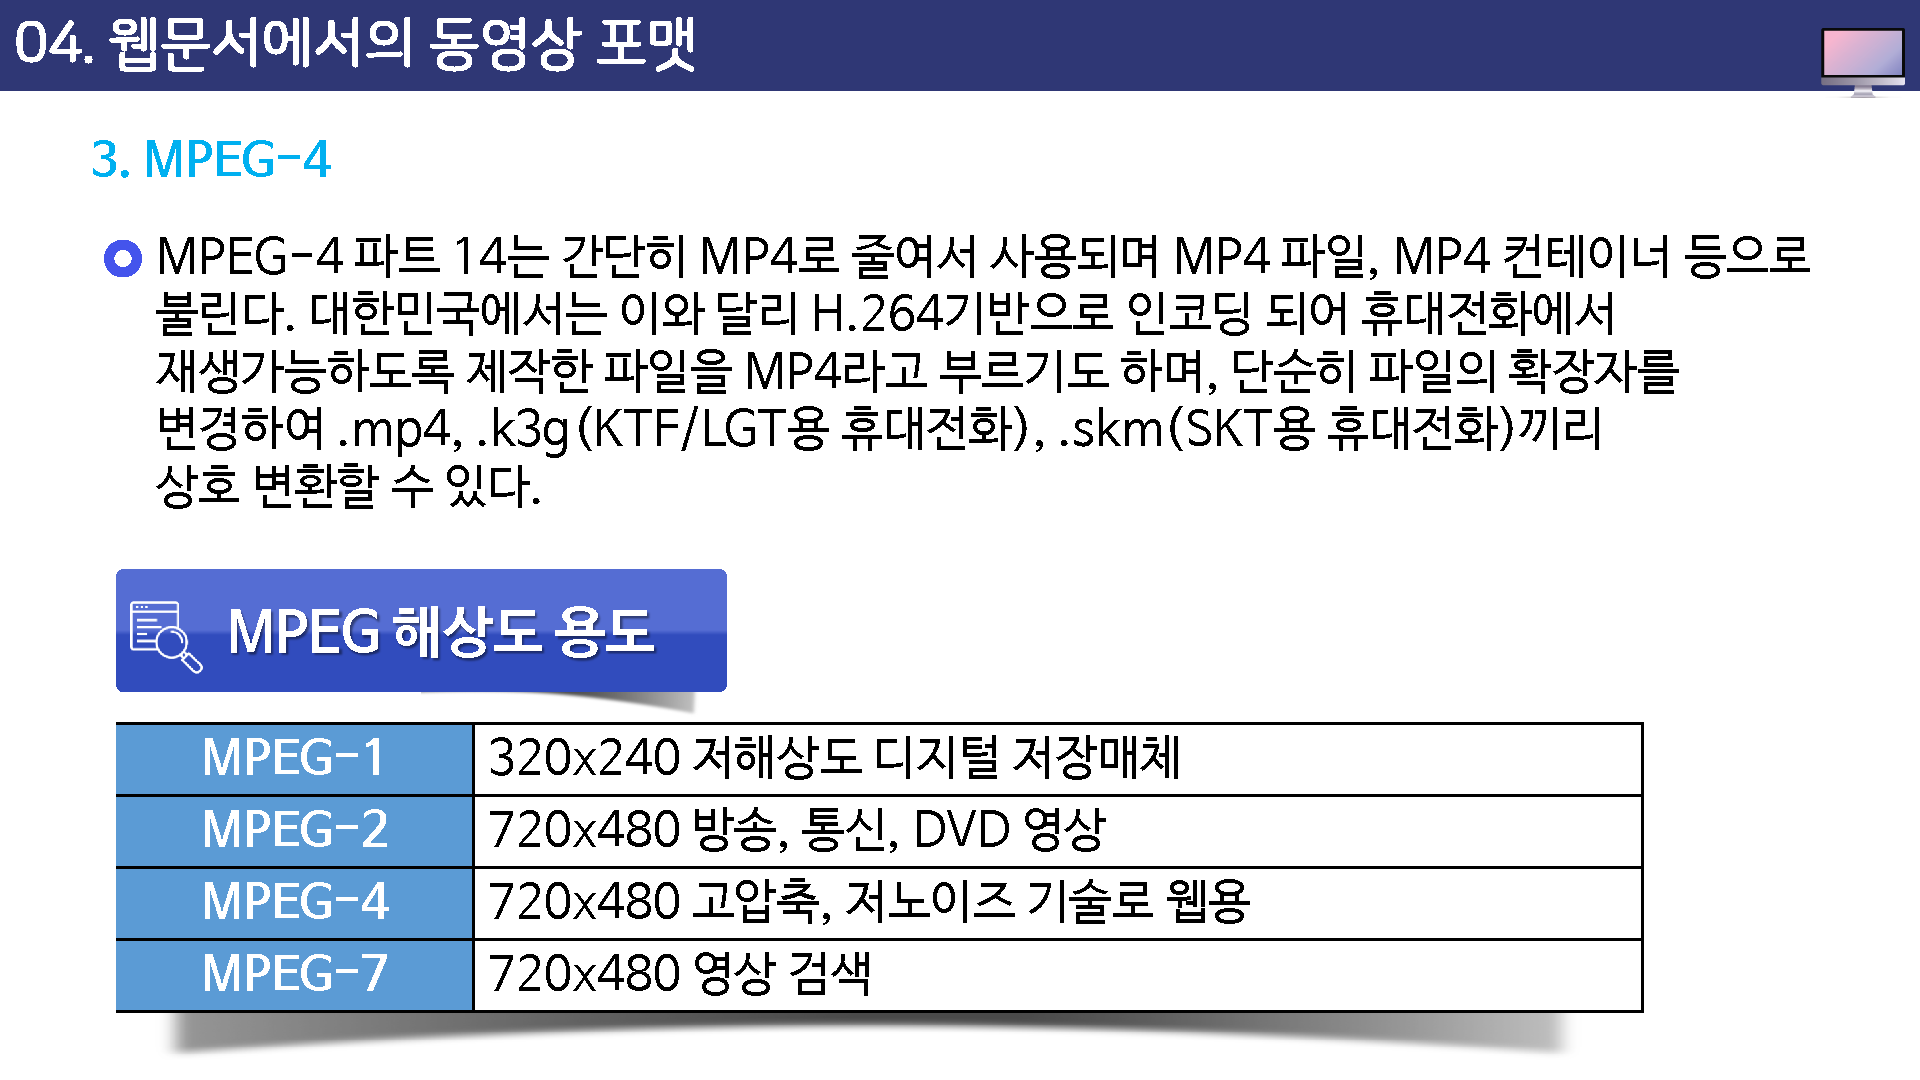 04. 웹문서에서의 동영상 포맷
3. MPEG-4
MPEG-4 파트 14는 간단히 MP4로 줄여서 사용되며 MP4 파일, MP4 컨테이너 등으로
불린다. 대한민국에서는 이와 달리 H.264기반으로 인코딩 되어 휴대전화에서
재생가능하도록 제작한 파일을 MP4라고 부르기도 하며, 단순히 파일의 확장자를
변경하여 .mp4, .k3g(KTF/LGT용 휴대전화), .skm(SKT용 휴대전화)끼리
상호 변환할 수 있다.
MPEG 해상도 용도
MPEG-1 320x240 저해상도 디지털 저장매체
MPEG-2 720x480 방송, 통신, DVD 영상
MPEG-4 720x480 고압축, 저노이즈 기술로 웹용
MPEG-7 720x480 영상 검색